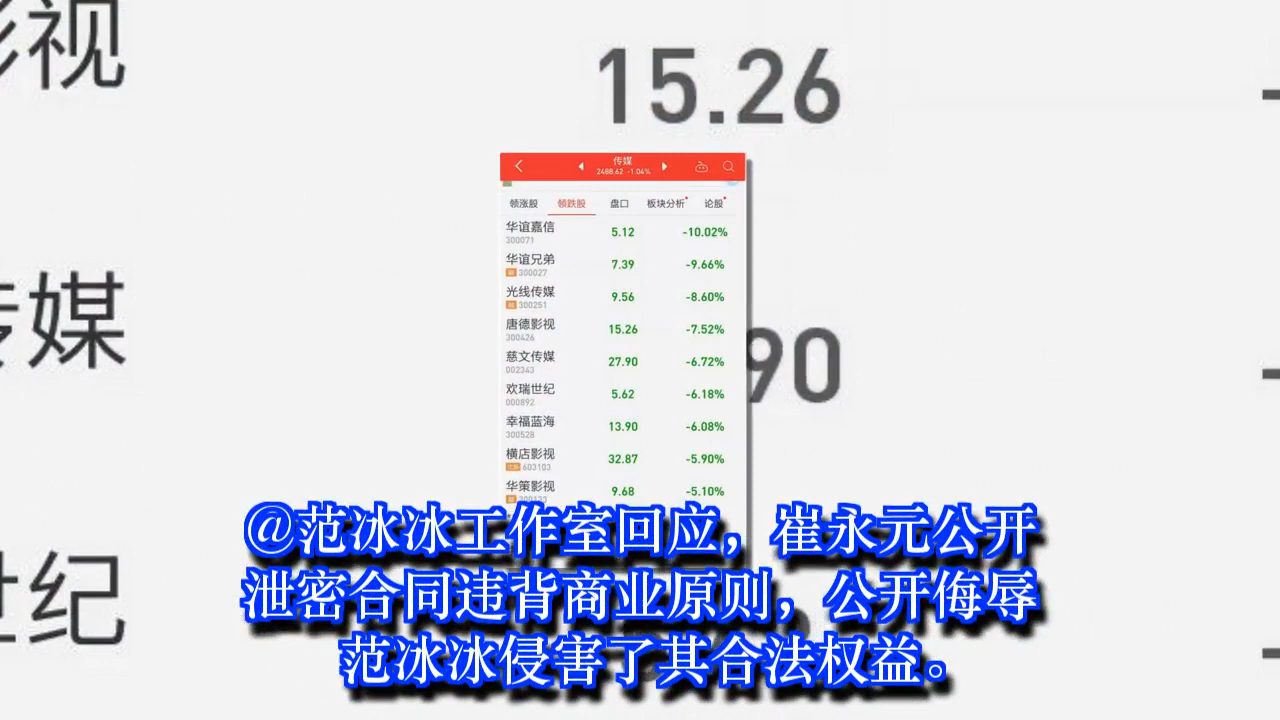 视
15.26
传媒
2488.62 -1.04%
领涨股 领跌股 盘口 板块分析 论股
华谊嘉信 5.12 -10.02%
300071
华谊兄弟 7.39 -9.66%
300027
光线传媒 9.56 -8.60%
300251
唐德影视 15.26 -7.52%
300426
慈文传媒 27.90 -6.72%
002343
欢瑞世纪 5.62 -6.18%
000892
幸福蓝海 13.90 -6.08%
300528
横店影视 32.87 -5.90%
603103
华策影视 9.68 -5.10%
媒
90
纪
@范冰冰工作室回应，崔永元公开
泄密合同违背商业原则，公开侮辱
范冰冰侵害了其合法权益。